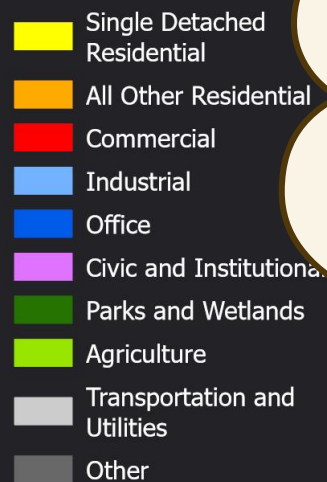 Single Detached
Residential
All Other Residential
Commercial
Industrial
Office
Civic and Institutiona
Parks and Wetlands
Agriculture
Transportation and
Utilities
Other